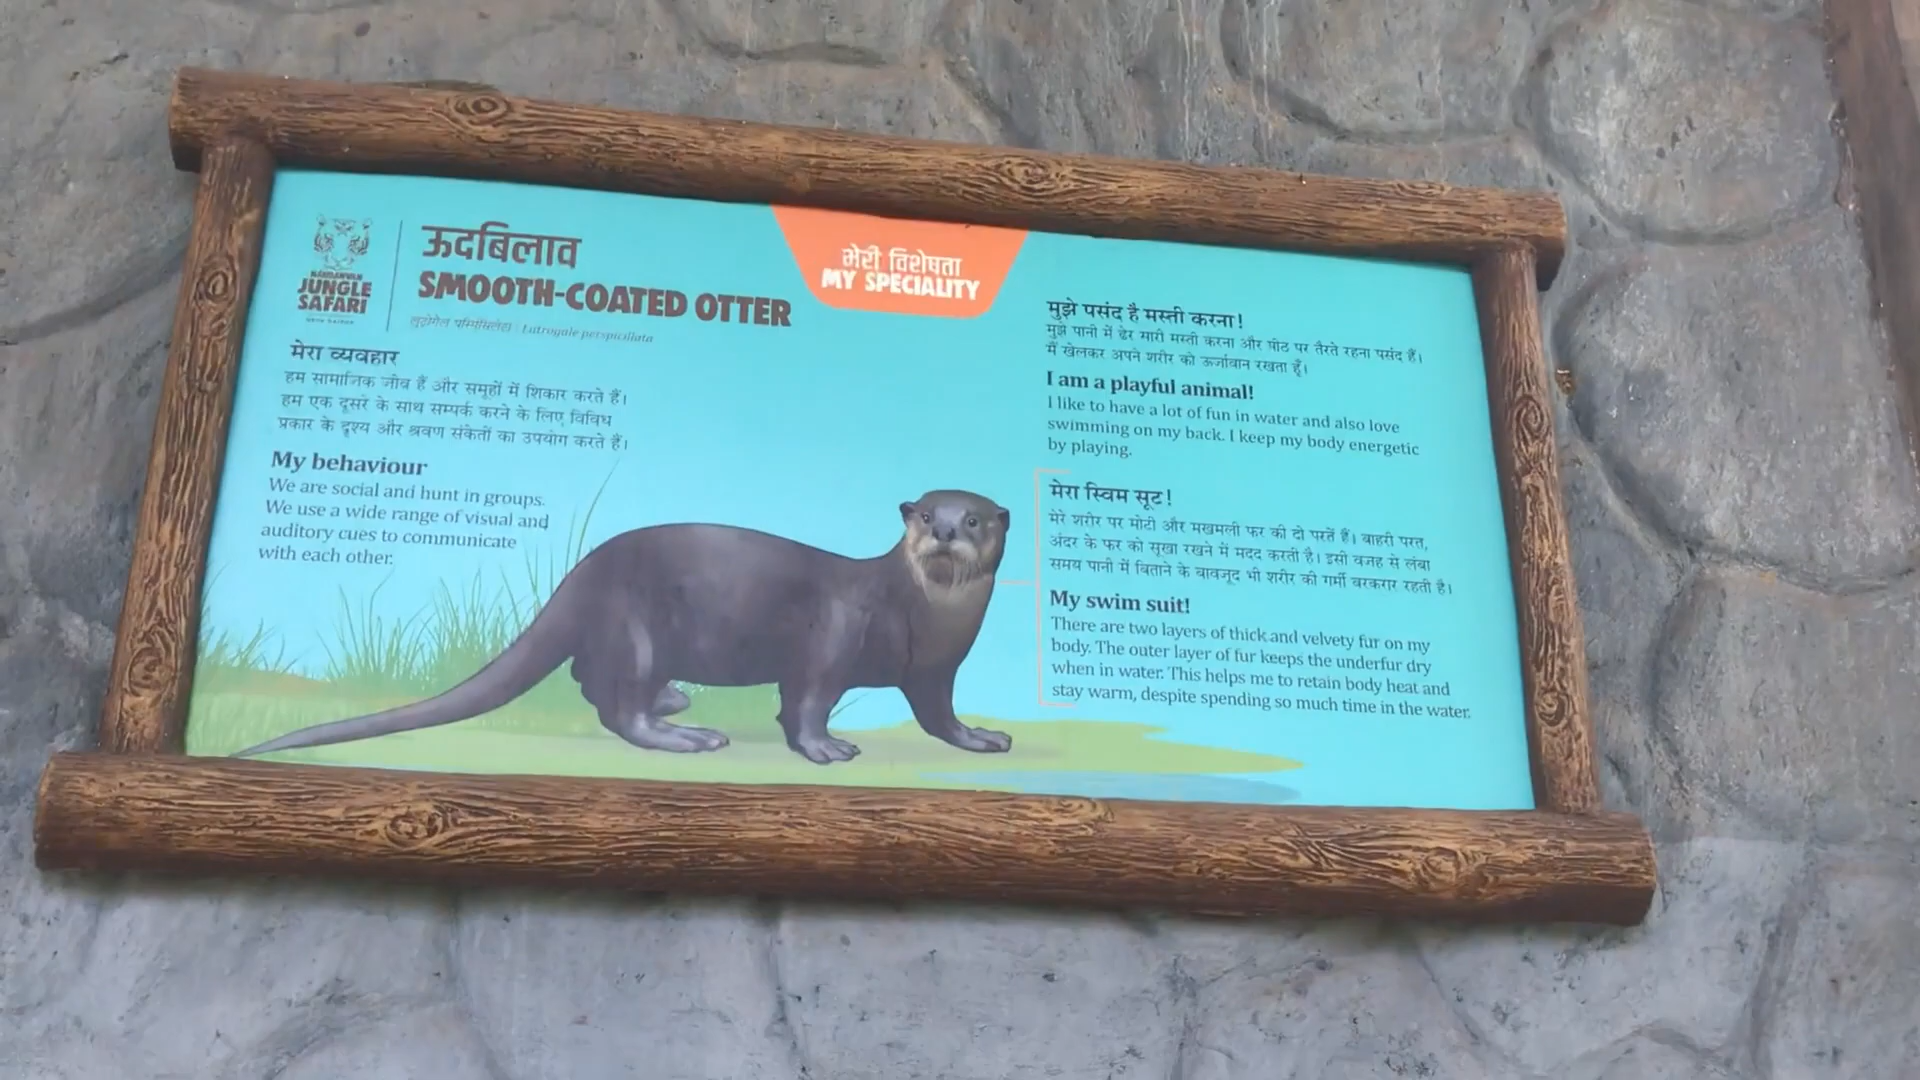 NANDANVAN
JUNGLE
SAFARI
ऊदबिलाव
SMOOTH-COATED OTTER
Lutrogale perspicillata
मेरा व्यवहार
हम सामाजिक जीव हैं और समूहों में शिकार करते हैं।
हम एक दूसरे के साथ सम्पर्क करने के लिए विविध
प्रकार के दृश्य और श्रवण संकेतों का उपयोग करते हैं।
My behaviour
We are social and hunt in groups.
We use a wide range of visual and
auditory cues to communicate
with each other.
मेरी विशेषता
MY SPECIALITY
मुझे पसंद है मस्ती करना!
मुझे पानी में ढेर सारी मस्ती करना और पीठ पर तैरते रहना पसंद हैं।
मैं खेलकर अपने शरीर को ऊर्जावान रखता हूँ।
I am a playful animal!
I like to have a lot of fun in water and also love
swimming on my back. I keep my body energetic
by playing.
मेरा स्विम सूट!
मेरे शरीर पर मोटी और मखमली फर की दो परतें हैं। बाहरी परत,
अंदर के फर को सूखा रखने में मदद करती है। इसी वजह से लंबा
समय पानी में बिताने के बावजूद भी शरीर की गर्मी बरकरार रहती है।
My swim suit!
There are two layers of thick and velvety fur on my
body. The outer layer of fur keeps the underfur dry
when in water. This helps me to retain body heat and
stay warm, despite spending so much time in the water.